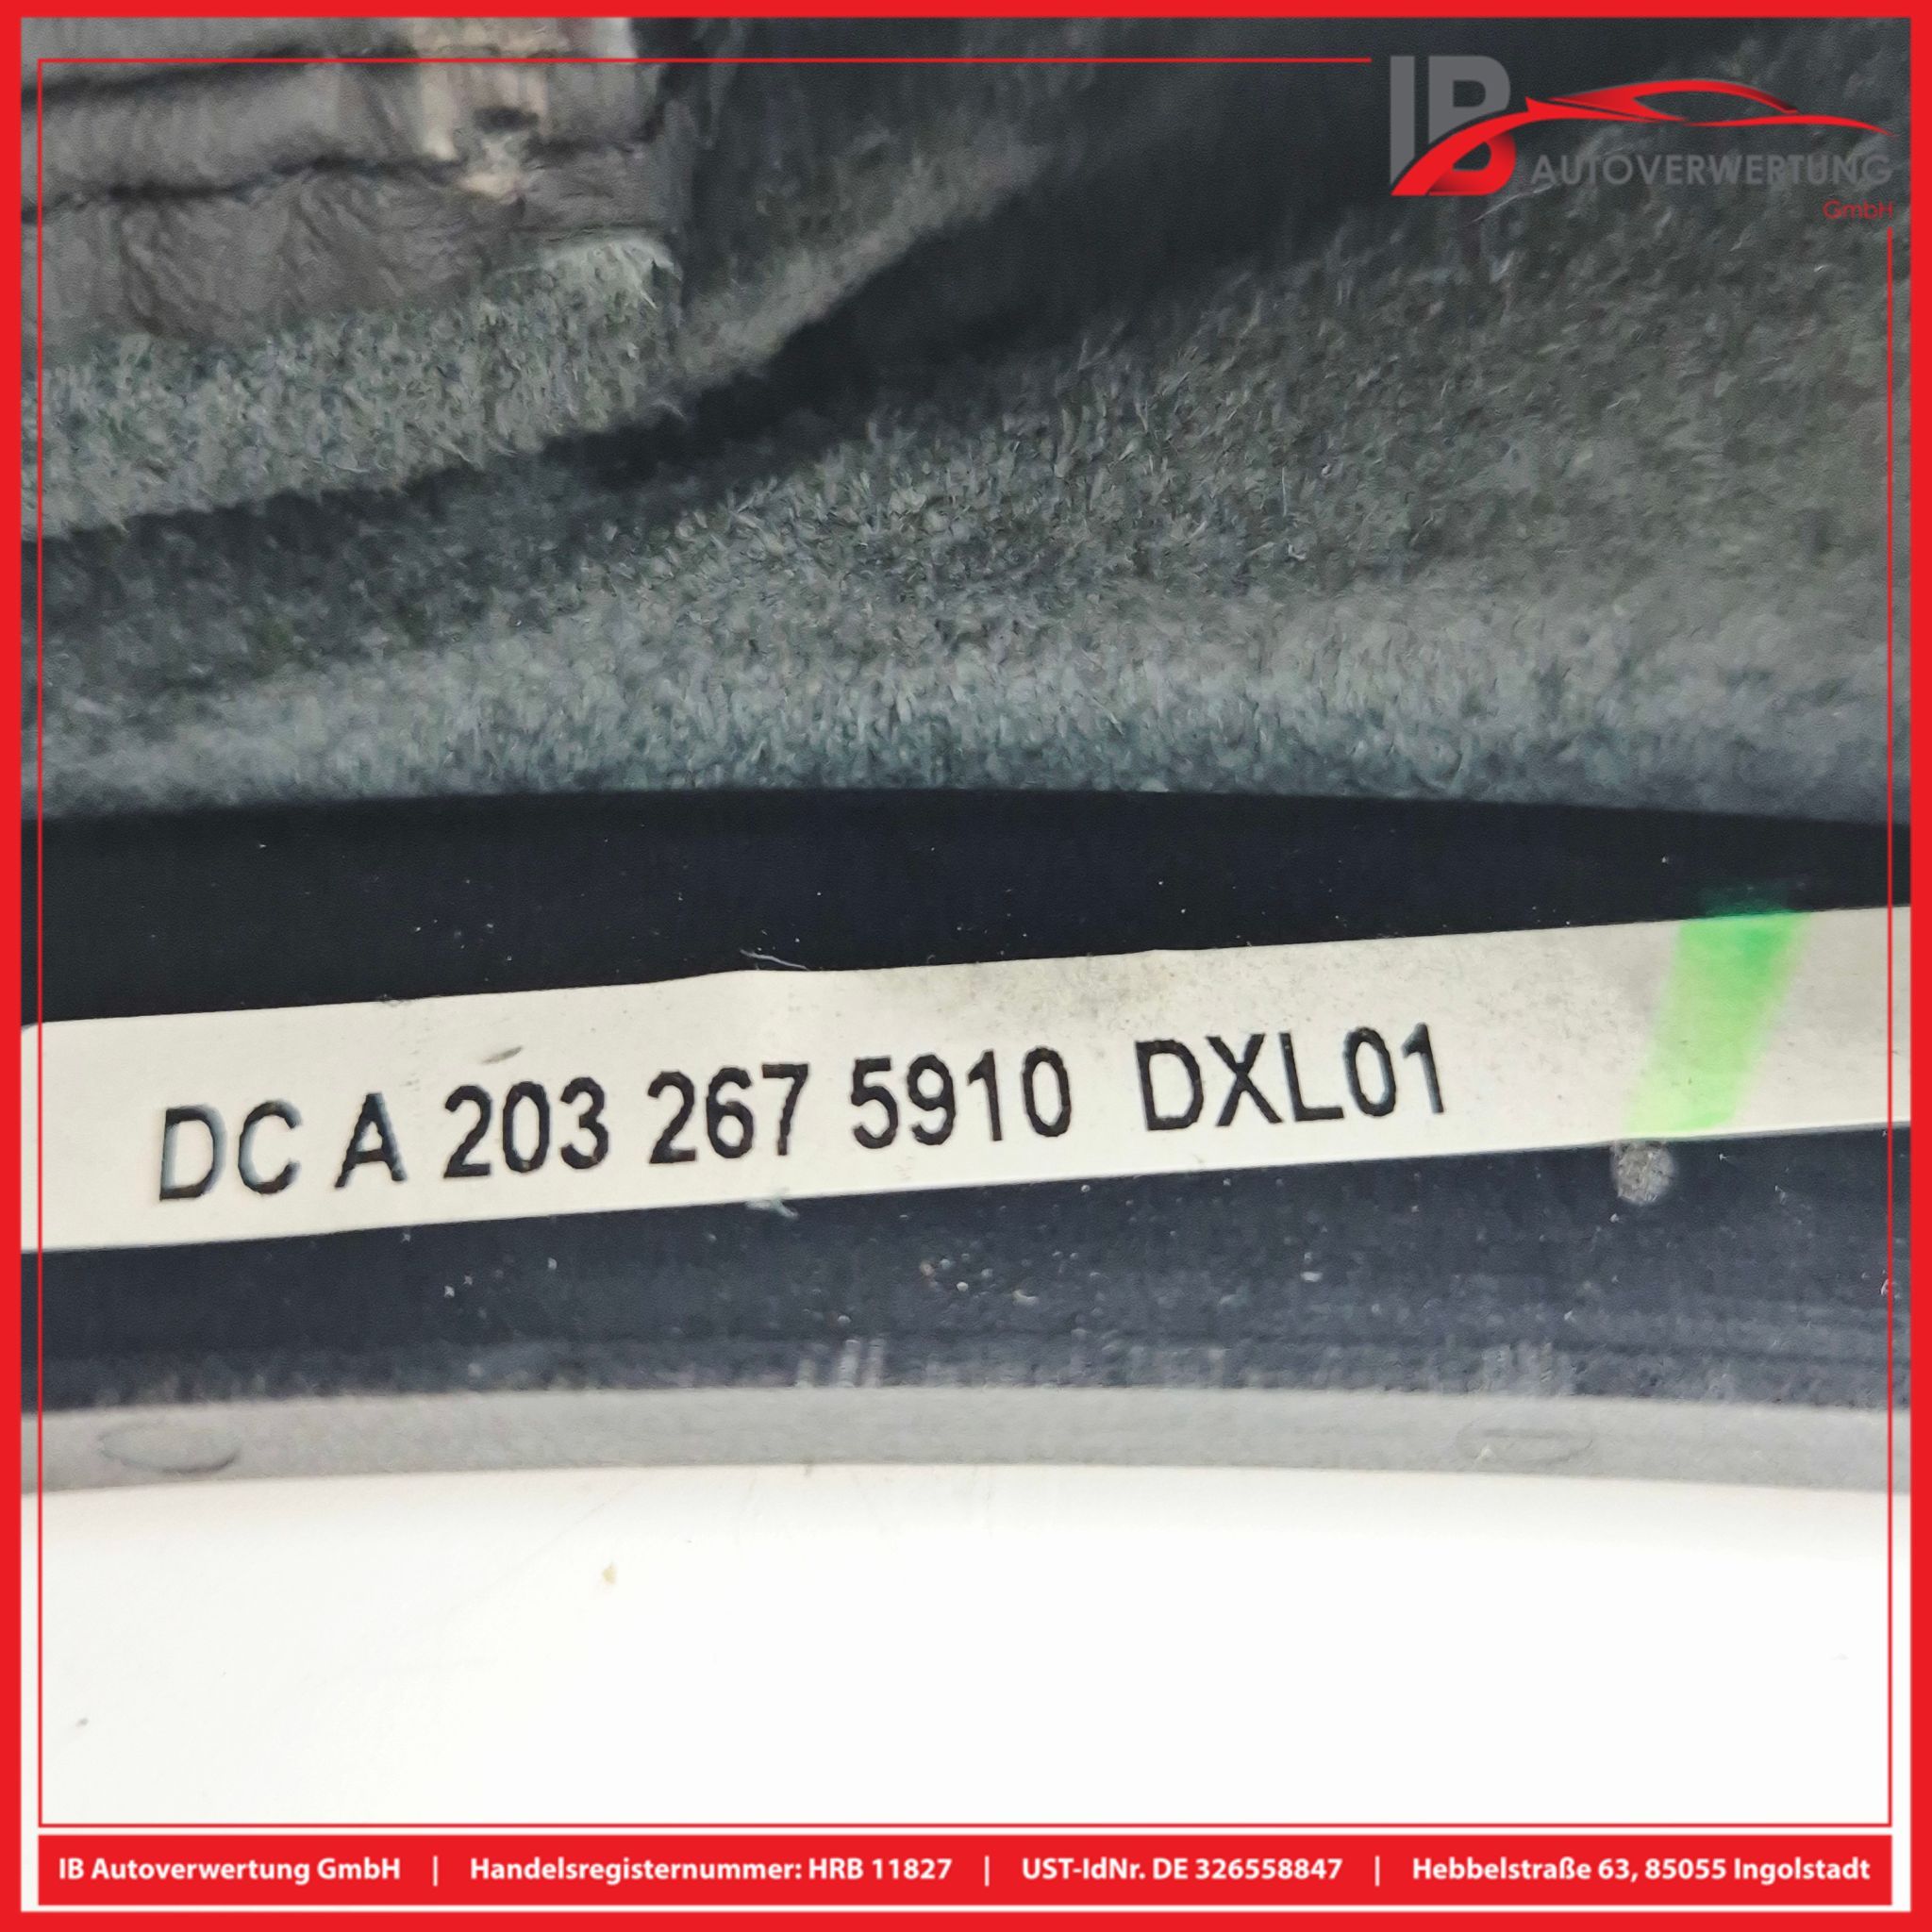 IB
AUTOVERWERTUNG
GmbH
DC A 203 267 5910 DXL01
IB Autoverwertung GmbH | Handelsregisternummer: HRB 11827 | UST-IdNr. DE 326558847 | Hebbelstraße 63, 85055 Ingolstadt